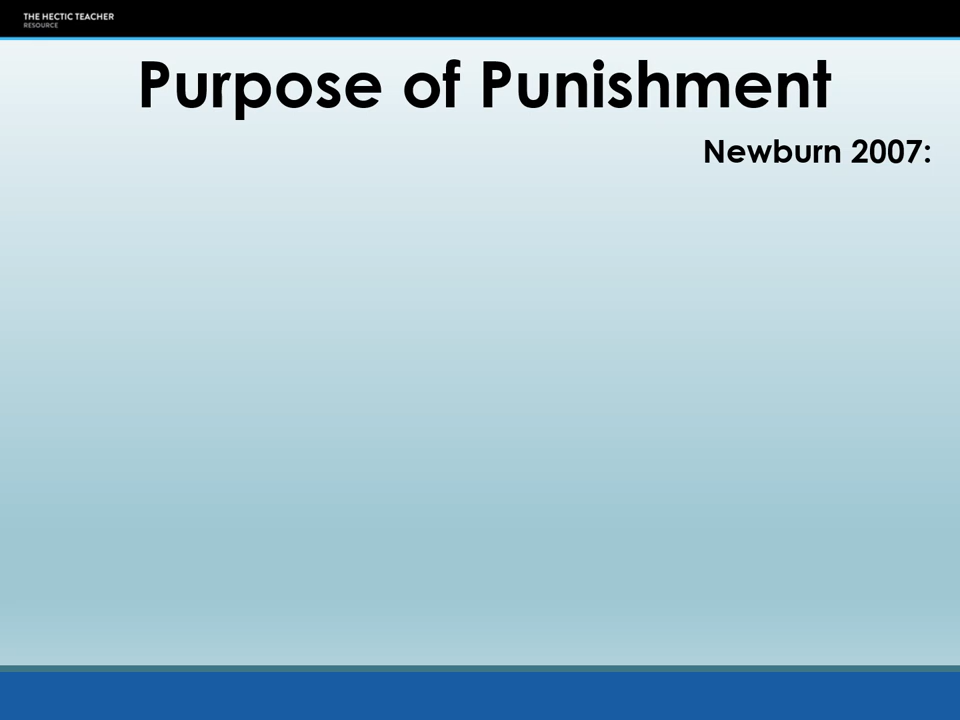 THE HECTIC TEACHER
RESOURCE
Purpose of Punishment
Newburn 2007: